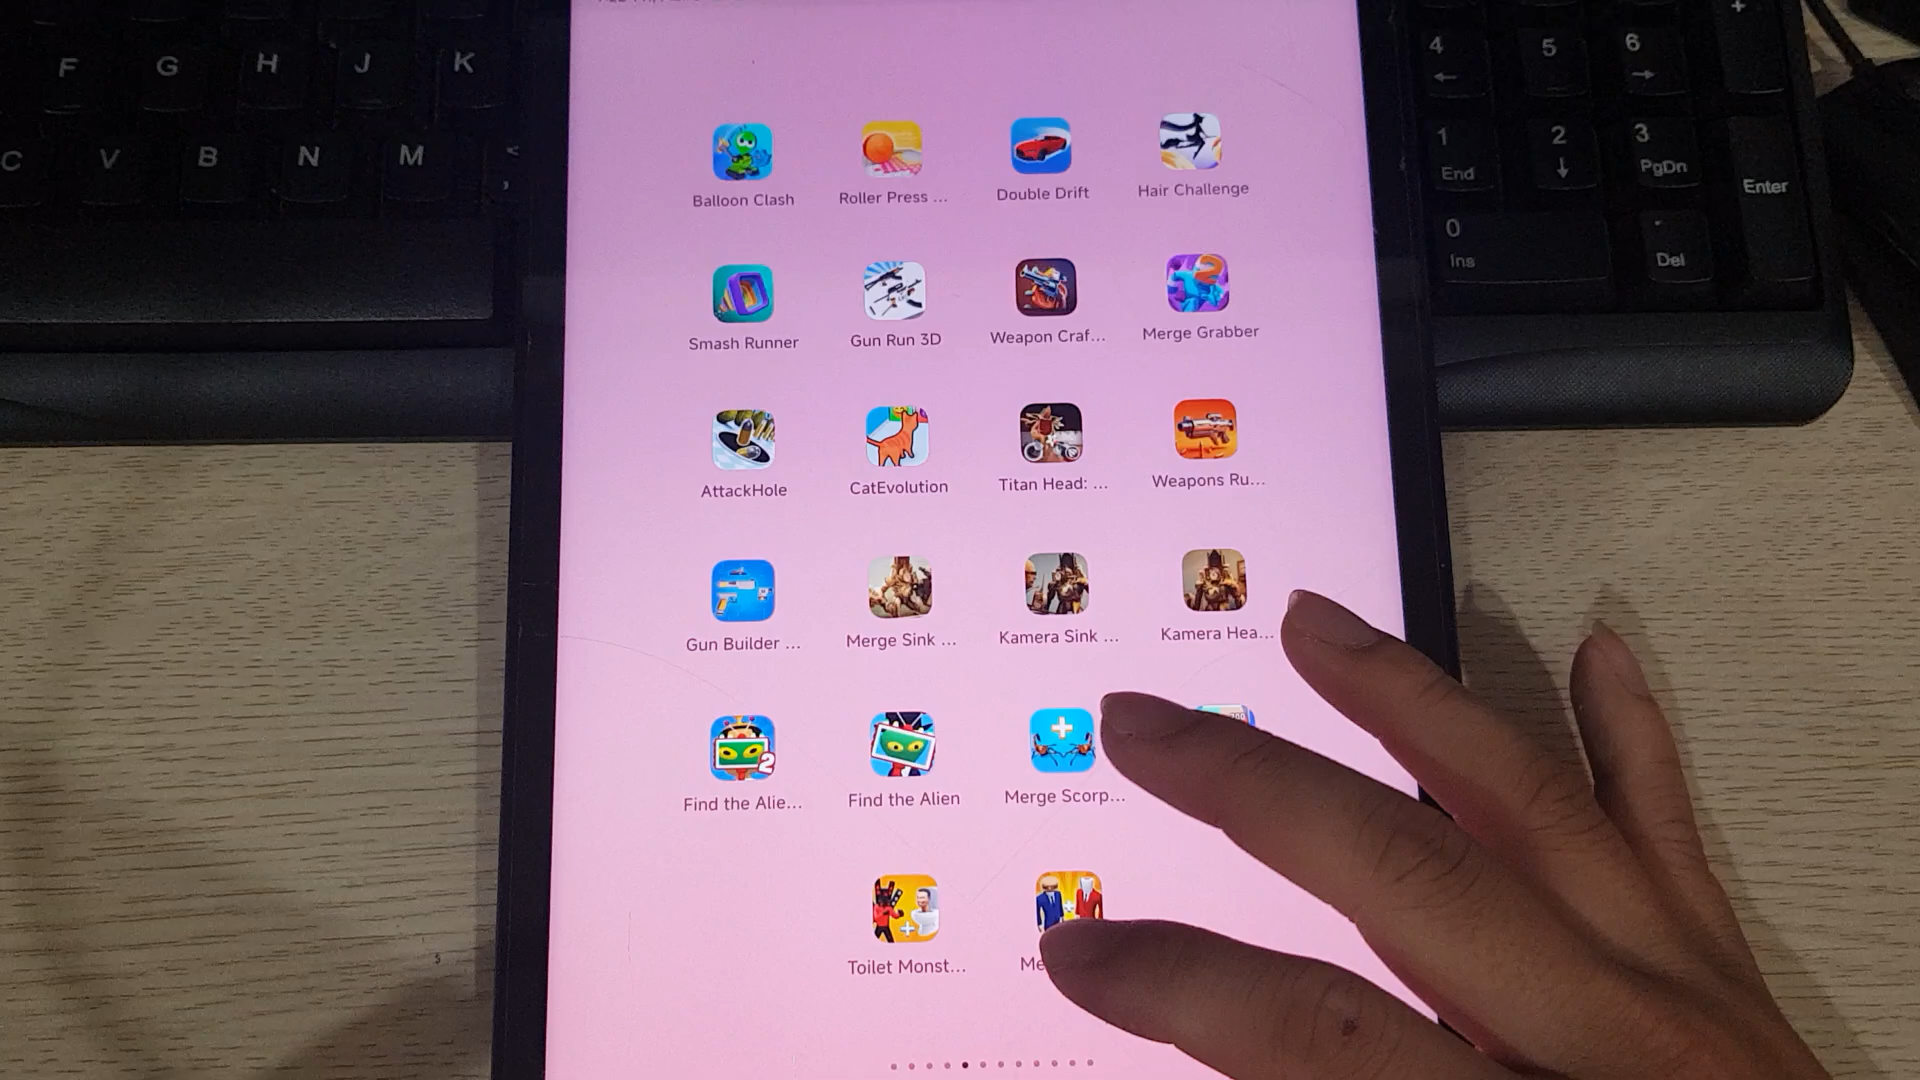 F G H J K
C V B N M <
,
4 5 6 +
1 2 3
End PgDn
Enter
0 .
Ins Del
Balloon Clash Roller Press ... Double Drift Hair Challenge
Smash Runner Gun Run 3D Weapon Craf... Merge Grabber
AttackHole CatEvolution Titan Head: ... Weapons Ru...
Gun Builder ... Merge Sink ... Kamera Sink ... Kamera Hea...
2
Find the Alie... Find the Alien Merge Scorp...
Toilet Monst... Me